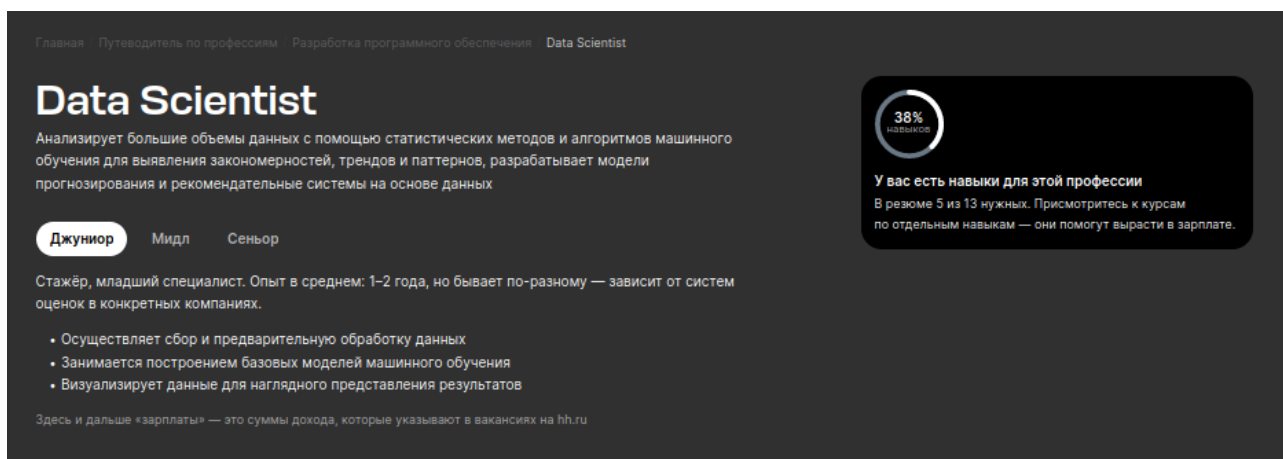 Главная / Путеводитель по профессиям / Разработка программного обеспечения / Data Scientist
Data Scientist
Анализирует большие объемы данных с помощью статистических методов и алгоритмов машинного
обучения для выявления закономерностей, трендов и паттернов, разрабатывает модели
прогнозирования и рекомендательные системы на основе данных
Джуниор Мидл Сеньор
Стажёр, младший специалист. Опыт в среднем: 1–2 года, но бывает по-разному — зависит от систем
оценок в конкретных компаниях.
• Осуществляет сбор и предварительную обработку данных
• Занимается построением базовых моделей машинного обучения
• Визуализирует данные для наглядного представления результатов
Здесь и дальше «зарплаты» — это суммы дохода, которые указывают в вакансиях на hh.ru
38%
навыков
У вас есть навыки для этой профессии
В резюме 5 из 13 нужных. Присмотритесь к курсам
по отдельным навыкам — они помогут вырасти в зарплате.